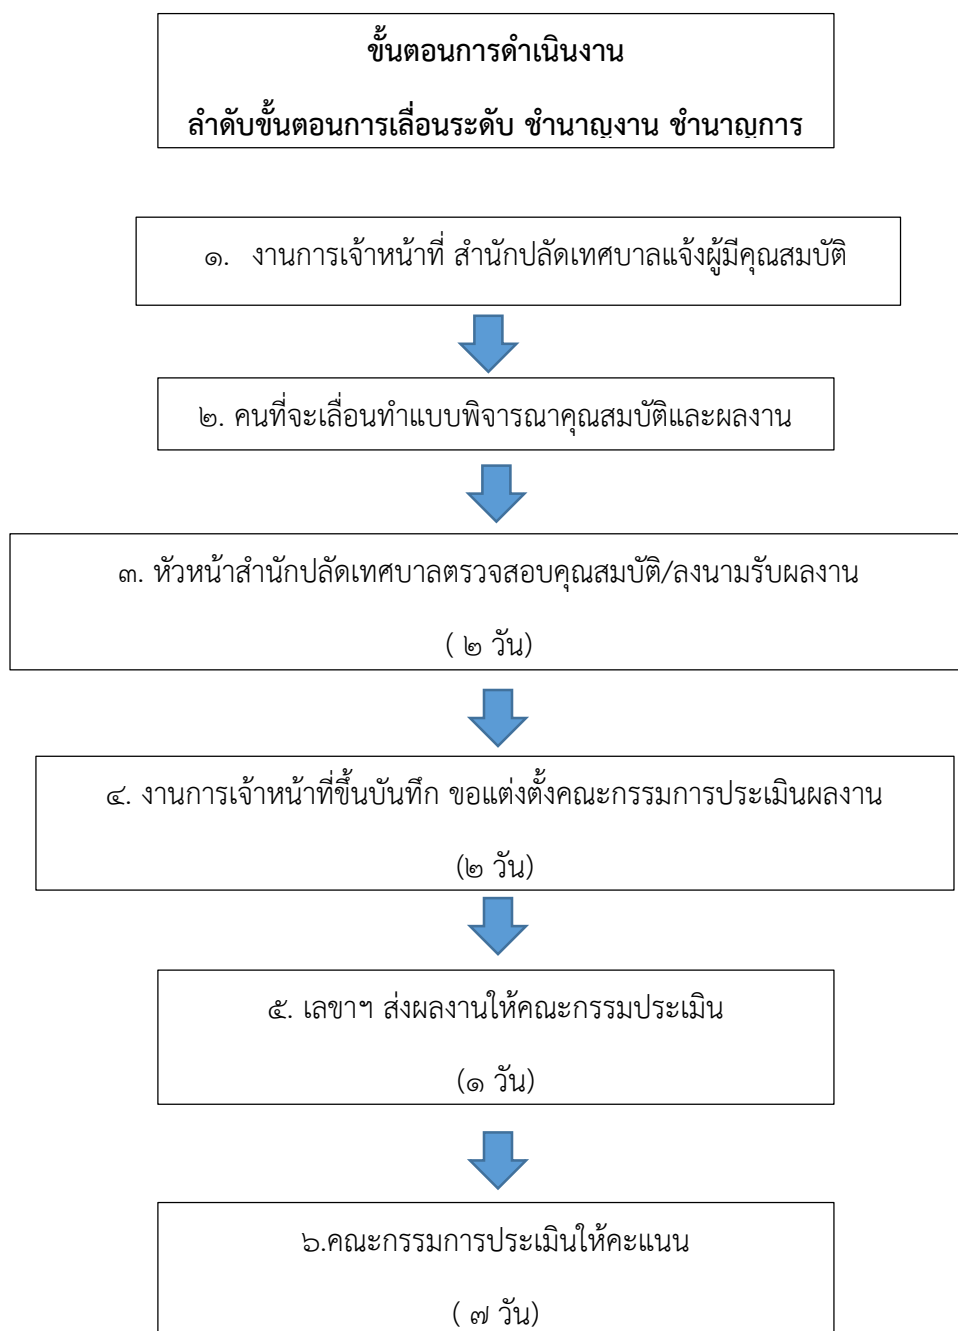 ขั้นตอนการดำเนินงาน
ลำดับขั้นตอนการเลื่อนระดับ ชำนาญงาน ชำนาญการ
๑. งานการเจ้าหน้าที่ สำนักปลัดเทศบาลแจ้งผู้มีคุณสมบัติ
๒. คนที่จะเลื่อนทำแบบพิจารณาคุณสมบัติและผลงาน
๓. หัวหน้าสำนักปลัดเทศบาลตรวจสอบคุณสมบัติ/ลงนามรับผลงาน
( ๒ วัน)
๔. งานการเจ้าหน้าที่ขึ้นบันทึก ขอแต่งตั้งคณะกรรมการประเมินผลงาน
(๒ วัน)
๕. เลขาฯ ส่งผลงานให้คณะกรรมประเมิน
(๑ วัน)
๖.คณะกรรมการประเมินให้คะแนน
( ๗ วัน)